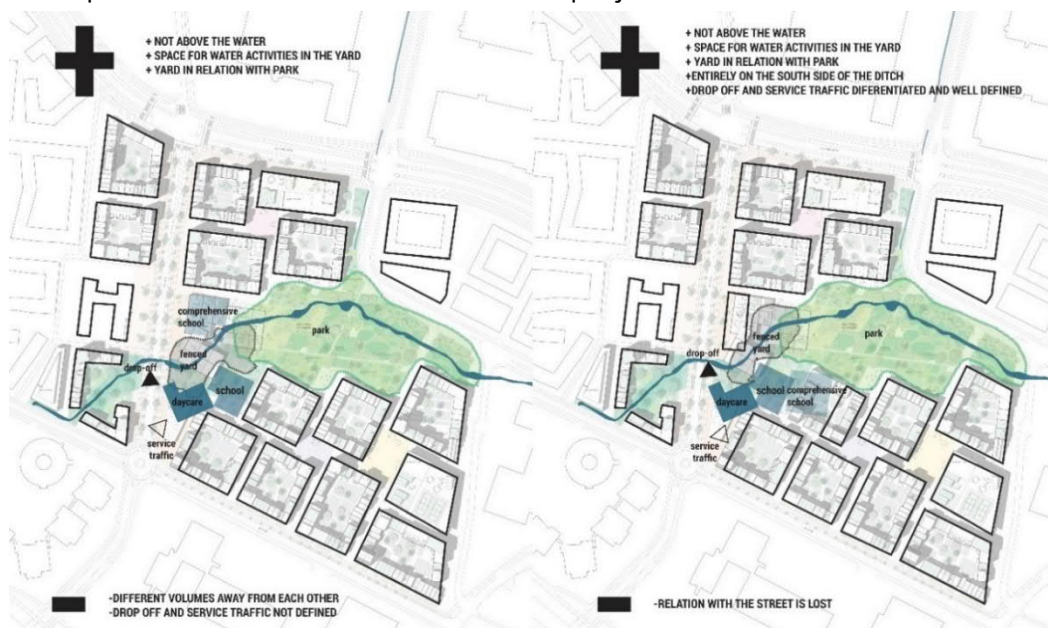 + NOT ABOVE THE WATER
+ SPACE FOR WATER ACTIVITIES IN THE YARD
+ YARD IN RELATION WITH PARK
comprehensive
school
park
fenced
yard
drop-off
school
daycare
service
traffic
-DIFFERENT VOLUMES AWAY FROM EACH OTHER
-DROP OFF AND SERVICE TRAFFIC NOT DEFINED
+ NOT ABOVE THE WATER
+ SPACE FOR WATER ACTIVITIES IN THE YARD
+ YARD IN RELATION WITH PARK
+ENTIRELY ON THE SOUTH SIDE OF THE DITCH
+DROP OFF AND SERVICE TRAFFIC DIFERENTIATED AND WELL DEFINED
park
fenced
yard
drop-off
school
comprehensive
school
daycare
service
traffic
-RELATION WITH THE STREET IS LOST